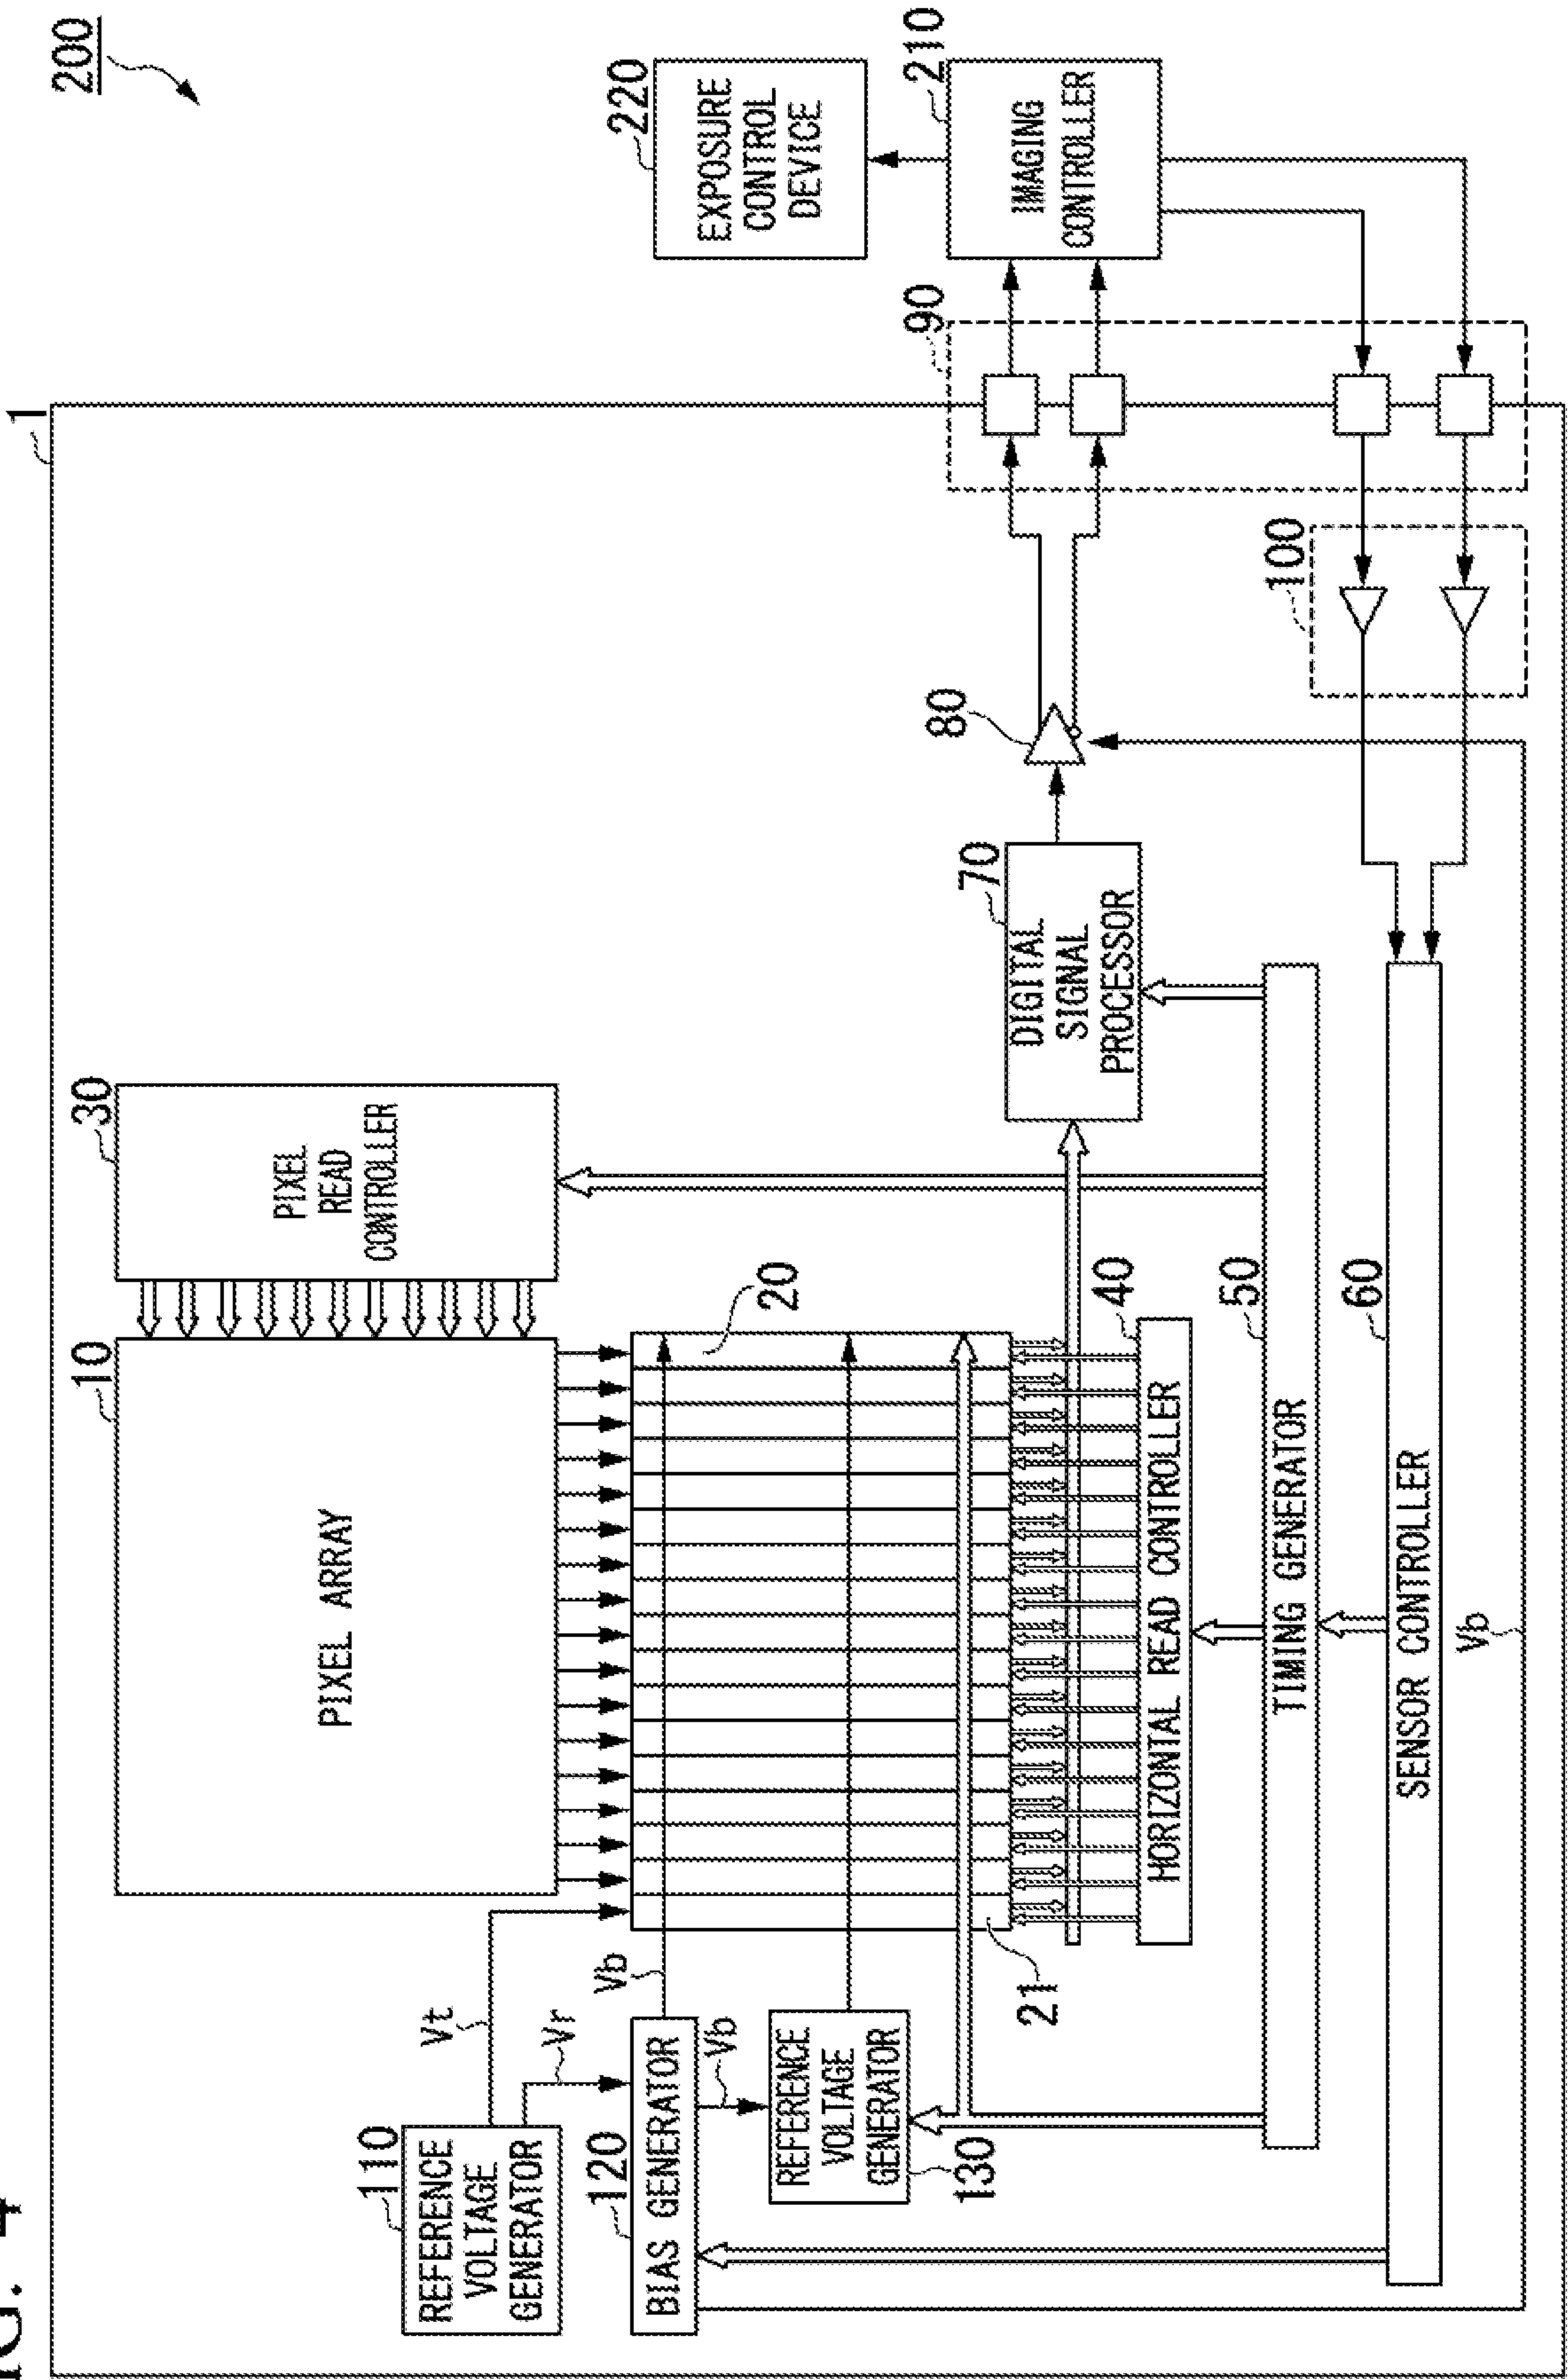 FIG. 4
200
1
110
REFERENCE
VOLTAGE
GENERATOR
Vt
Vr
10
PIXEL ARRAY
30
PIXEL
READ
CONTROLLER
220
EXPOSURE
CONTROL
DEVICE
120
BIAS GENERATOR
Vb
Vb
20
REFERENCE
VOLTAGE
GENERATOR
130
21
70
DIGITAL
SIGNAL
PROCESSOR
80
90
210
IMAGING
CONTROLLER
40
HORIZONTAL READ CONTROLLER
50
TIMING GENERATOR
60
SENSOR CONTROLLER
100
Vb